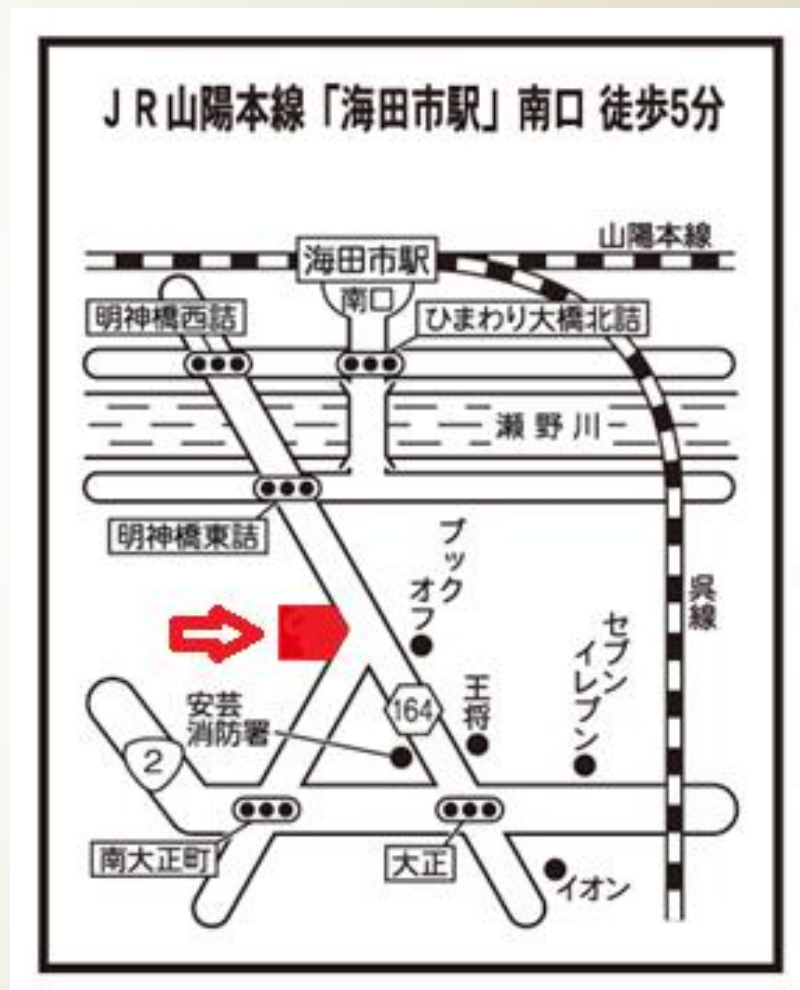 JR山陽本線「海田市駅」南口 徒歩5分
山陽本線
海田市駅
南口
明神橋西詰
ひまわり大橋北詰
瀬野川
明神橋東詰
ブック
オフ
呉線
セブン
イレブン
王将
164
安芸
消防署
2
南大正町
大正
イオン